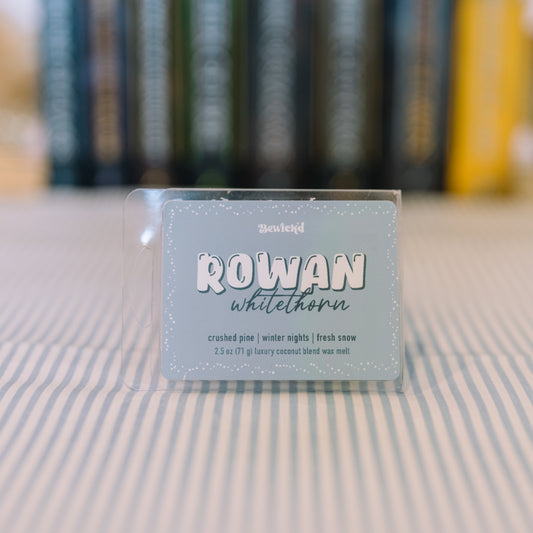 Bewick'd
ROWAN
whitethorn
crushed pine | winter nights | fresh snow
2.5 oz (71 g) luxury coconut blend wax melt